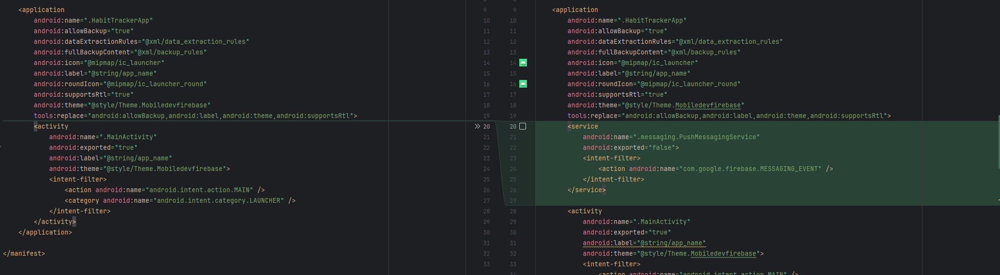 <application
android:name=".HabitTrackerApp"
android:allowBackup="true"
android:dataExtractionRules="@xml/data_extraction_rules"
android:fullBackupContent="@xml/backup_rules"
android:icon="@mipmap/ic_launcher"
android:label="@string/app_name"
android:roundIcon="@mipmap/ic_launcher_round"
android:supportsRtl="true"
android:theme="@style/Theme.Mobiledevfirebase"
tools:replace="android:allowBackup,android:label,android:theme,android:supportsRtl">
<activity
android:name=".MainActivity"
android:exported="true"
android:label="@string/app_name"
android:theme="@style/Theme.Mobiledevfirebase">
<intent-filter>
<action android:name="android.intent.action.MAIN" />
<category android:name="android.intent.category.LAUNCHER" />
</intent-filter>
</activity>
</application>
</manifest>
9 9
10 10
11 11
12 12
13 13
14 14
15 15
16 16
17 17
18 18
19 19
20 20
21 21
22 22
23 23
24 24
25 25
26 26
27 27
28 28
29 29
30 30
31 31
32 32
33 33
<application
android:name=".HabitTrackerApp"
android:allowBackup="true"
android:dataExtractionRules="@xml/data_extraction_rules"
android:fullBackupContent="@xml/backup_rules"
android:icon="@mipmap/ic_launcher"
android:label="@string/app_name"
android:roundIcon="@mipmap/ic_launcher_round"
android:supportsRtl="true"
android:theme="@style/Theme.Mobiledevfirebase"
tools:replace="android:allowBackup,android:label,android:theme,android:supportsRtl">
<service
android:name=".messaging.PushMessagingService"
android:exported="false">
<intent-filter>
<action android:name="com.google.firebase.MESSAGING_EVENT" />
</intent-filter>
</service>
<activity
android:name=".MainActivity"
android:exported="true"
android:label="@string/app_name"
android:theme="@style/Theme.Mobiledevfirebase">
<intent-filter>
<action android:name="android.intent.action.MAIN" />